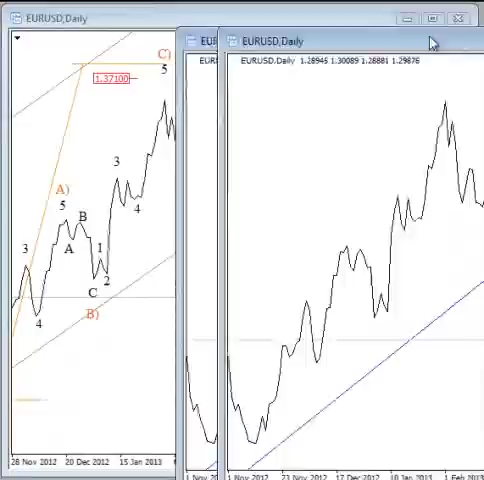 EURUSD,Daily
C)
5
1.37100
3
4
A)
5
B
A
3
1
2
C
4
B)
28 Nov 2012 20 Dec 2012 15 Jan 2013
EUR
EURUSD,Daily
EURUSD,Daily 1.28945 1.30089 1.28881 1.29876
1 Nov 2012 23 Nov 2012 17 Dec 2012 10 Jan 2013 1 Feb 2013